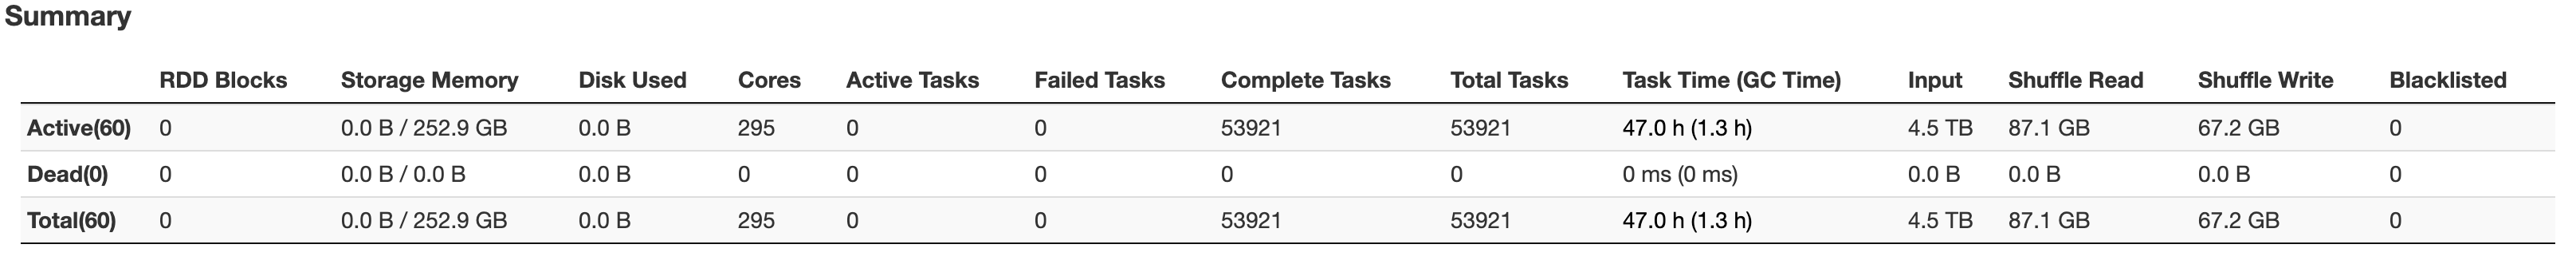 Summary
RDD Blocks Storage Memory Disk Used Cores Active Tasks Failed Tasks Complete Tasks Total Tasks Task Time (GC Time) Input Shuffle Read Shuffle Write Blacklisted
Active(60) 0 0.0 B / 252.9 GB 0.0 B 295 0 0 53921 53921 47.0 h (1.3 h) 4.5 TB 87.1 GB 67.2 GB 0
Dead(0) 0 0.0 B / 0.0 B 0.0 B 0 0 0 0 0 0 ms (0 ms) 0.0 B 0.0 B 0.0 B 0
Total(60) 0 0.0 B / 252.9 GB 0.0 B 295 0 0 53921 53921 47.0 h (1.3 h) 4.5 TB 87.1 GB 67.2 GB 0